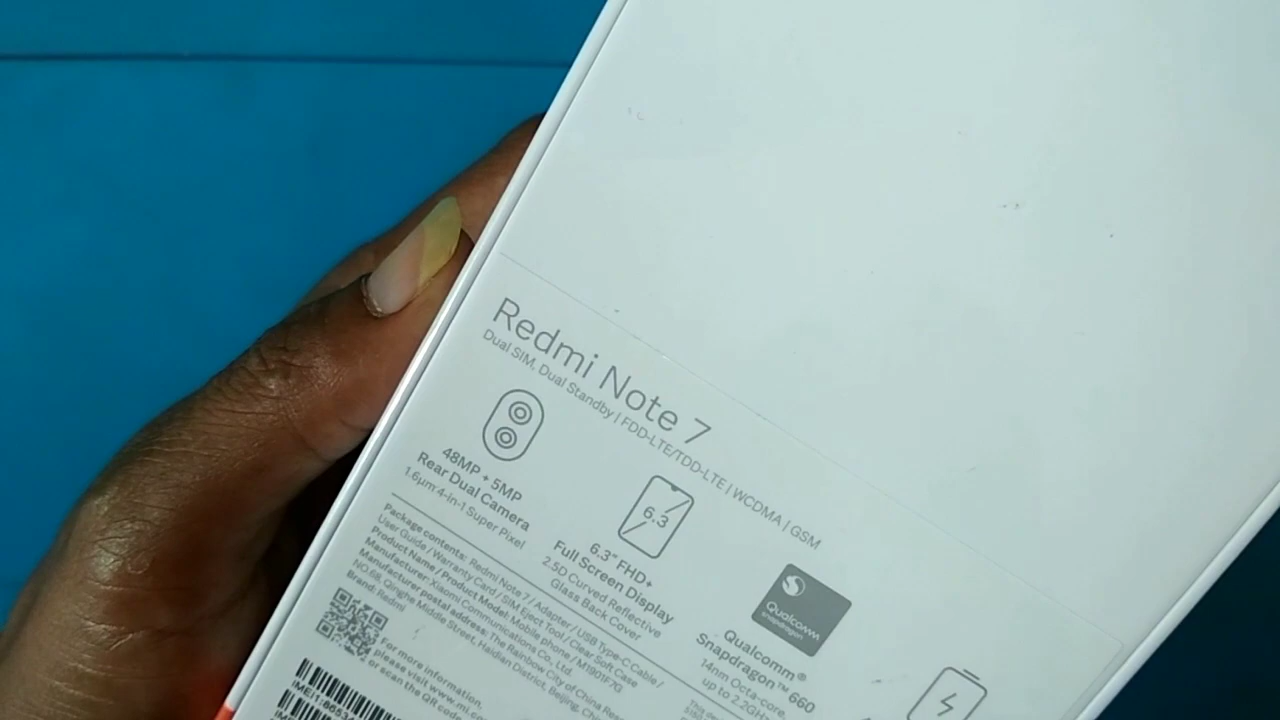 Redmi Note 7
Dual SIM, Dual Standby | FDD-LTE/TDD-LTE | WCDMA | GSM
48MP + 5MP
Rear Dual Camera
1.6μm 4-in-1 Super Pixel
6.3
6.3" FHD+
Full Screen Display
2.5D Curved Reflective
Glass Back Cover
Qualcomm
snapdragon
Qualcomm®
Snapdragon™ 660
14nm Octa-core,
up to 2.2GHz
Package contents: Redmi Note 7 / Adapter / USB Type-C Cable /
User Guide / Warranty Card / SIM Eject Tool / Clear Soft Case
Product Name / Product Model: Mobile phone / M1901F7G
Manufacturer: Xiaomi Communications Co., Ltd.
Manufacturer postal address: The Rainbow City of China
NO.68, Qinghe Middle Street, Haidian District, Beijing,
Brand: Redmi
For more information,
please visit www.mi.
or scan the QR code